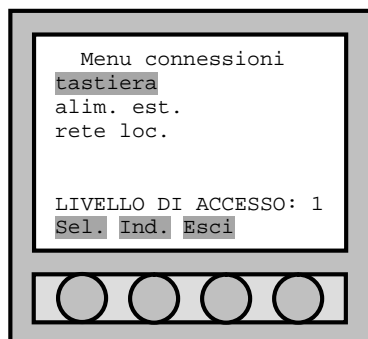 Menu connessioni
tastiera
alim. est.
rete loc.
LIVELLO DI ACCESSO: 1
Sel. Ind. Esci